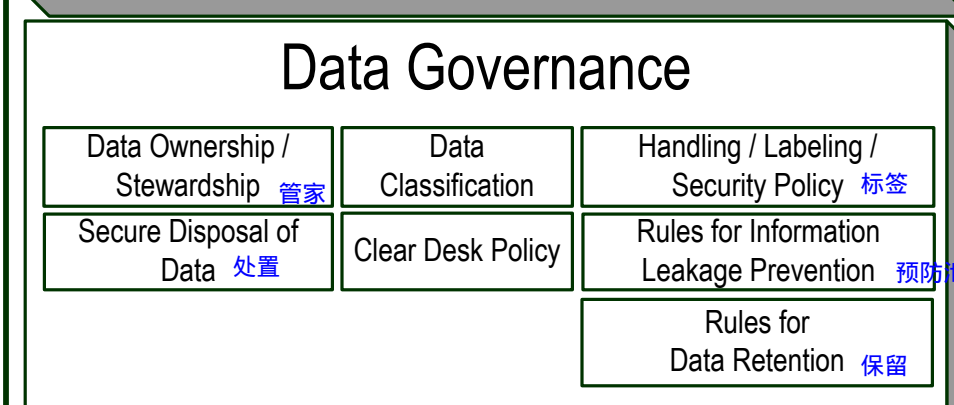 Data Governance
Data Ownership /
Stewardship 管家
Data
Classification
Handling / Labeling /
Security Policy 标签
Secure Disposal of
Data 处置
Clear Desk Policy
Rules for Information
Leakage Prevention 预防
Rules for
Data Retention 保留